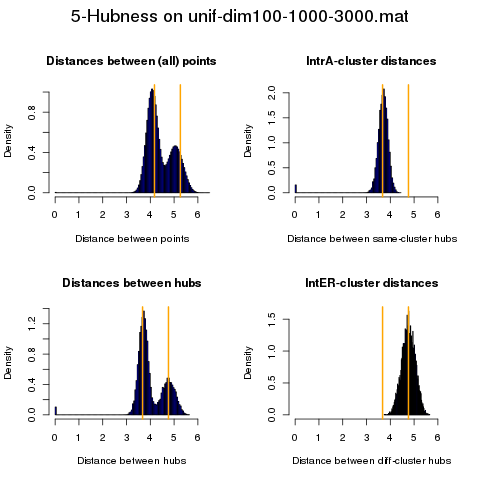 5-Hubness on unif-dim100-1000-3000.mat
Distances between (all) points
Density
0.0 0.4 0.8
0 1 2 3 4 5 6
Distance between points
IntrA-cluster distances
Density
0.0 0.5 1.0 1.5 2.0
0 1 2 3 4 5 6
Distance between same-cluster hubs
Distances between hubs
Density
0.0 0.4 0.8 1.2
0 1 2 3 4 5 6
Distance between hubs
IntER-cluster distances
Density
0.0 0.5 1.0 1.5
0 1 2 3 4 5 6
Distance between diff-cluster hubs